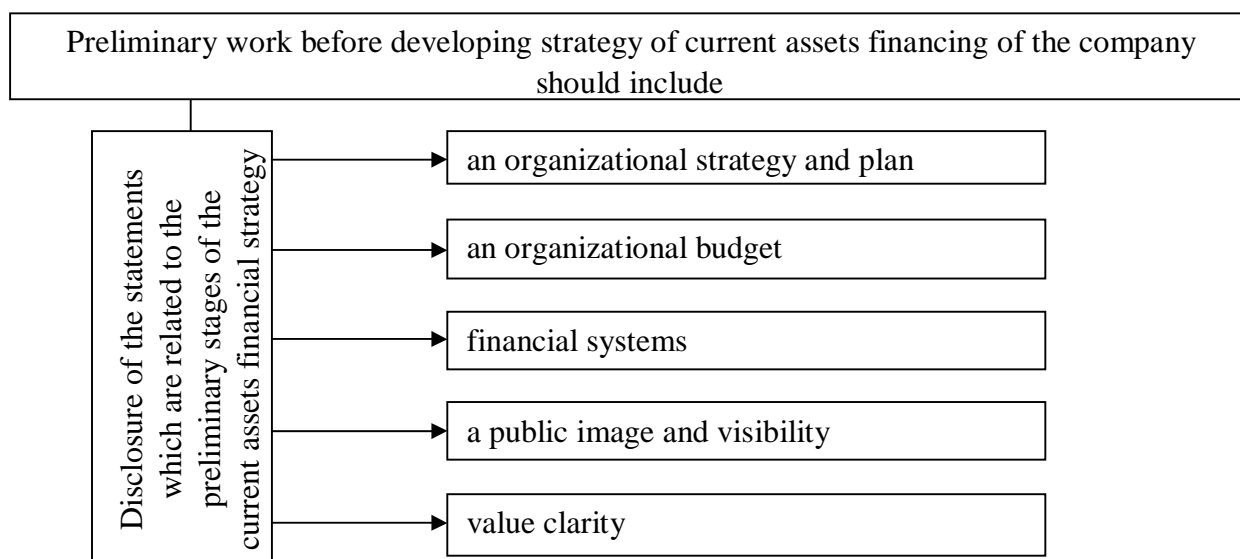 Preliminary work before developing strategy of current assets financing of the company
should include
Disclosure of the statements
which are related to the
preliminary stages of the
current assets financial strategy
an organizational strategy and plan
an organizational budget
financial systems
a public image and visibility
value clarity